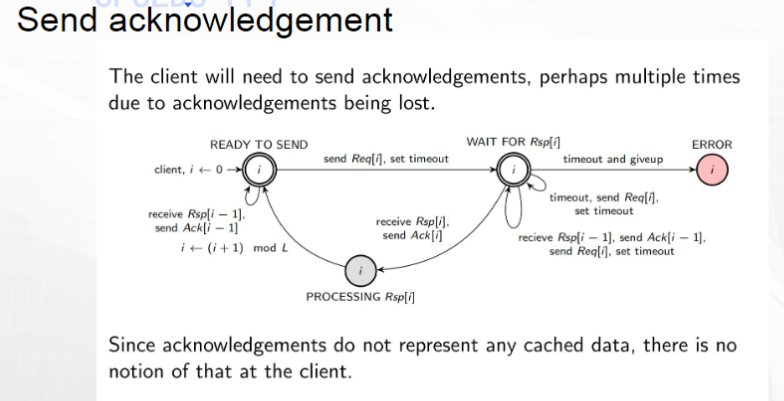 Send acknowledgement
The client will need to send acknowledgements, perhaps multiple times
due to acknowledgements being lost.
READY TO SEND
WAIT FOR Rsp[i]
ERROR
client, i ← 0
i
send Req[i], set timeout
i
timeout and giveup
i
receive Rsp[i − 1],
send Ack[i − 1]
i ← (i + 1) mod L
receive Rsp[i],
send Ack[i]
timeout, send Req[i],
set timeout
recieve Rsp[i − 1], send Ack[i − 1],
send Req[i], set timeout
i
PROCESSING Rsp[i]
Since acknowledgements do not represent any cached data, there is no
notion of that at the client.